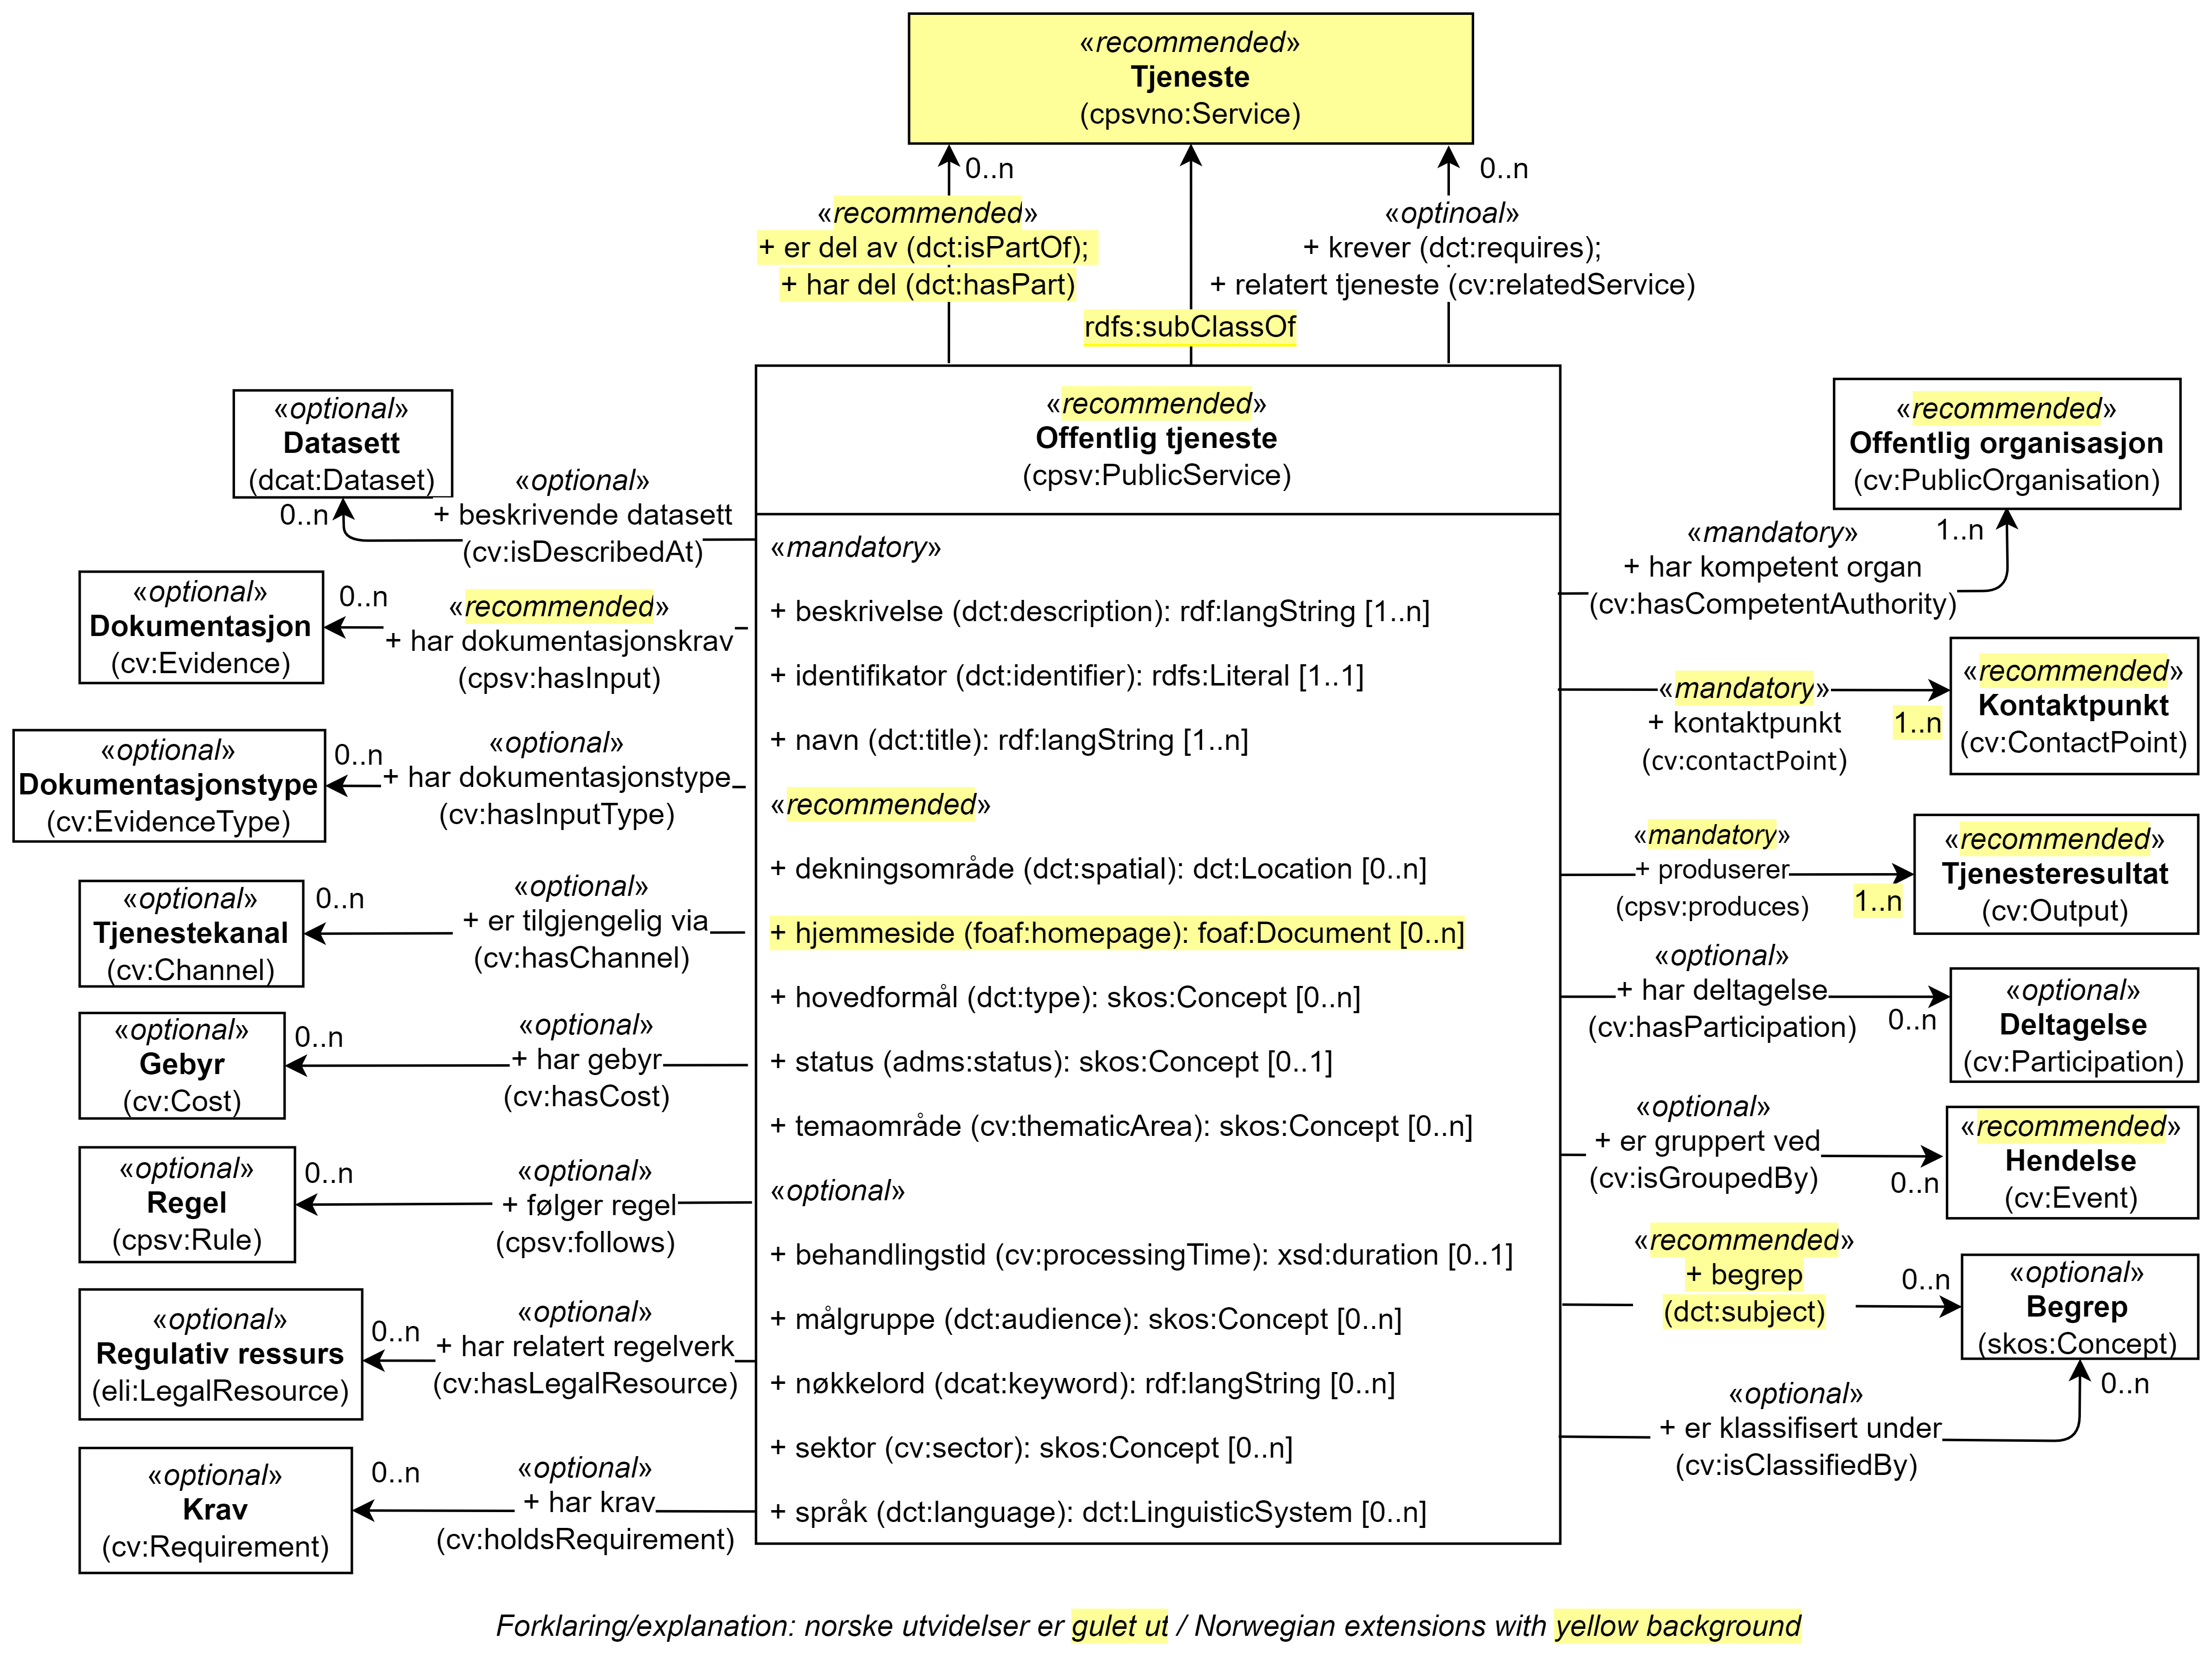 «recommended»
Tjeneste
(cpsvno:Service)
0..n
0..n
«recommended»
+ er del av (dct:isPartOf);
+ har del (dct:hasPart)
«optinoal»
+ krever (dct:requires);
+ relatert tjeneste (cv:relatedService)
rdfs:subClassOf
«recommended»
Offentlig tjeneste
(cpsv:PublicService)
«mandatory»
+ beskrivelse (dct:description): rdf:langString [1..n]
+ identifikator (dct:identifier): rdfs:Literal [1..1]
+ navn (dct:title): rdf:langString [1..n]
«recommended»
+ dekningsområde (dct:spatial): dct:Location [0..n]
+ hjemmeside (foaf:homepage): foaf:Document [0..n]
+ hovedformål (dct:type): skos:Concept [0..n]
+ status (adms:status): skos:Concept [0..1]
+ temaområde (cv:thematicArea): skos:Concept [0..n]
«optional»
+ behandlingstid (cv:processingTime): xsd:duration [0..1]
+ målgruppe (dct:audience): skos:Concept [0..n]
+ nøkkelord (dcat:keyword): rdf:langString [0..n]
+ sektor (cv:sector): skos:Concept [0..n]
+ språk (dct:language): dct:LinguisticSystem [0..n]
«optional»
Datasett
(dcat:Dataset)
0..n
«optional»
+ beskrivende datasett
(cv:isDescribedAt)
«optional»
Dokumentasjon
(cv:Evidence)
0..n
«recommended»
+ har dokumentasjonskrav
(cpsv:hasInput)
«optional»
Dokumentasjonstype
(cv:EvidenceType)
0..n
«optional»
+ har dokumentasjonstype
(cv:hasInputType)
«optional»
Tjenestekanal
(cv:Channel)
0..n
«optional»
+ er tilgjengelig via
(cv:hasChannel)
«optional»
Gebyr
(cv:Cost)
0..n
«optional»
+ har gebyr
(cv:hasCost)
«optional»
Regel
(cpsv:Rule)
0..n
«optional»
+ følger regel
(cpsv:follows)
«optional»
Regulativ ressurs
(eli:LegalResource)
0..n
«optional»
+ har relatert regelverk
(cv:hasLegalResource)
«optional»
Krav
(cv:Requirement)
0..n
«optional»
+ har krav
(cv:holdsRequirement)
«recommended»
Offentlig organisasjon
(cv:PublicOrganisation)
1..n
«mandatory»
+ har kompetent organ
(cv:hasCompetentAuthority)
«recommended»
Kontaktpunkt
(cv:ContactPoint)
1..n
«mandatory»
+ kontaktpunkt
(cv:contactPoint)
«recommended»
Tjenesteresultat
(cv:Output)
1..n
«mandatory»
+ produserer
(cpsv:produces)
«optional»
Deltagelse
(cv:Participation)
0..n
«optional»
+ har deltagelse
(cv:hasParticipation)
«recommended»
Hendelse
(cv:Event)
0..n
«optional»
+ er gruppert ved
(cv:isGroupedBy)
«optional»
Begrep
(skos:Concept)
0..n
«recommended»
+ begrep
(dct:subject)
0..n
«optional»
+ er klassifisert under
(cv:isClassifiedBy)
Forklaring/explanation: norske utvidelser er gulet ut / Norwegian extensions with yellow background